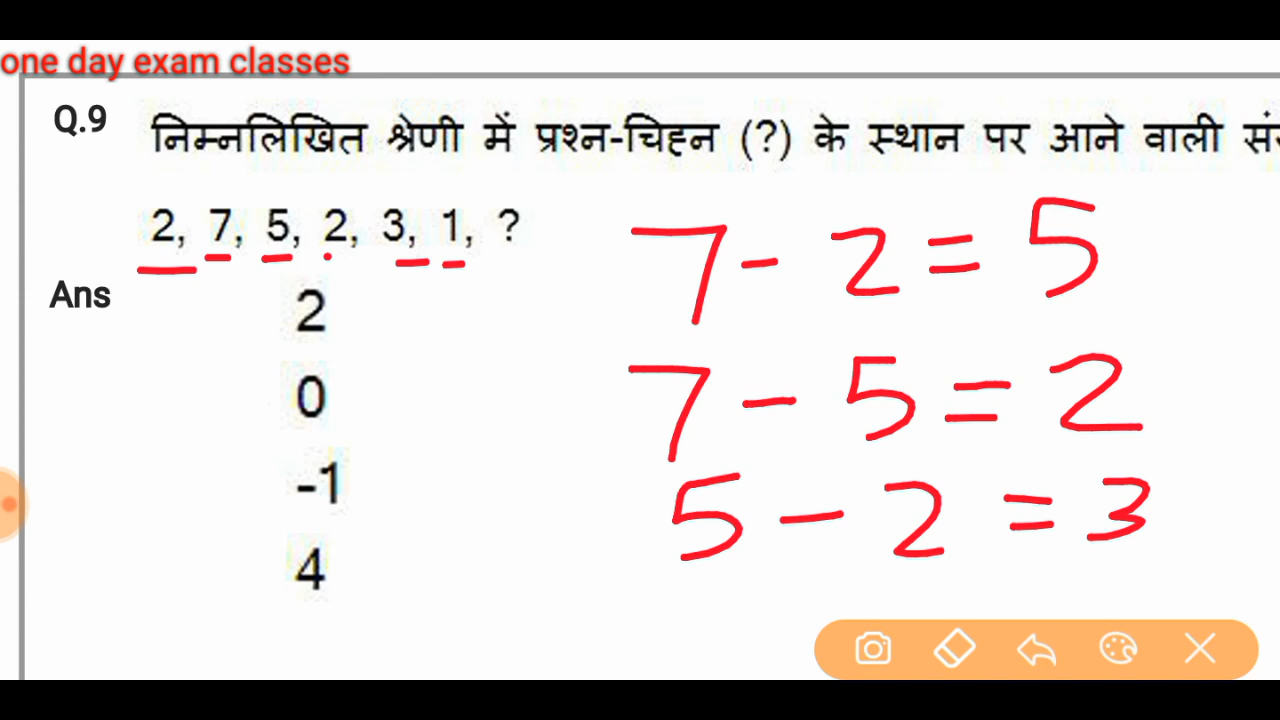 one day exam classes
Q.9 निम्नलिखित श्रेणी में प्रश्न-चिह्न (?) के स्थान पर आने वाली
2, 7, 5, 2, 3, 1, ?
7 - 2 = 5
Ans
2
7 - 5 = 2
0
-1
5 - 2 = 3
4